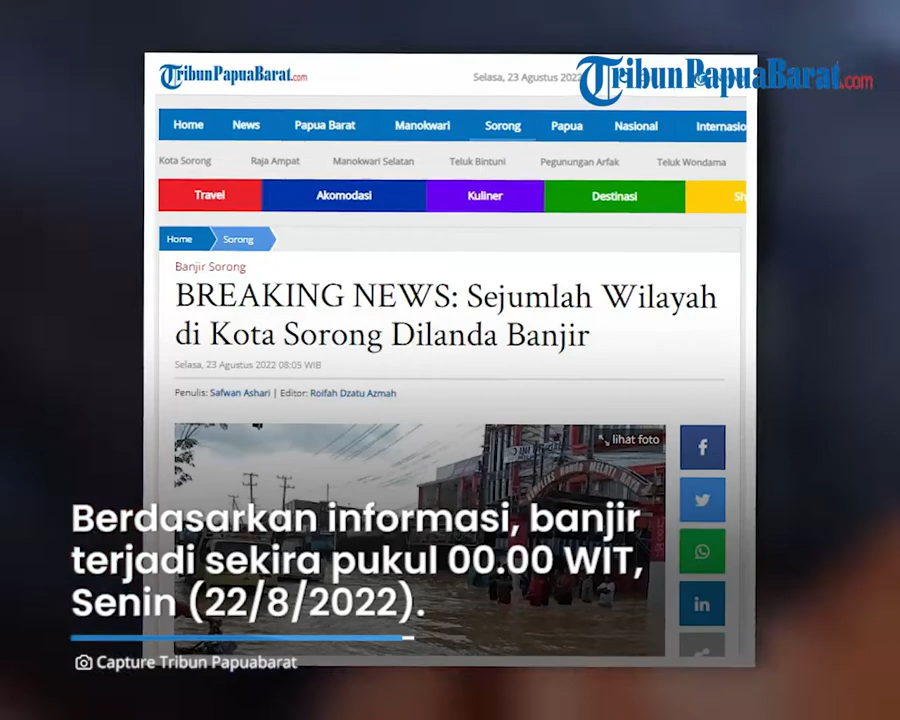 TribunPapuaBarat.com
Selasa, 23 Agustus 2022
TribunPapuaBarat.com
Home News Papua Barat Manokwari Sorong Papua Nasional Internasio
Kota Sorong Raja Ampat Manokwari Selatan Teluk Bintuni Pegunungan Arfak Teluk Wondama
Travel Akomodasi Kuliner Destinasi Sh
Home Sorong
Banjir Sorong
BREAKING NEWS: Sejumlah Wilayah
di Kota Sorong Dilanda Banjir
Selasa, 23 Agustus 2022 08:05 WIB
Penulis: Safwan Ashari | Editor: Roifah Dzatu Azmah
lihat foto
Berdasarkan informasi, banjir
terjadi sekira pukul 00.00 WIT,
Senin (22/8/2022).
Capture Tribun Papuabarat